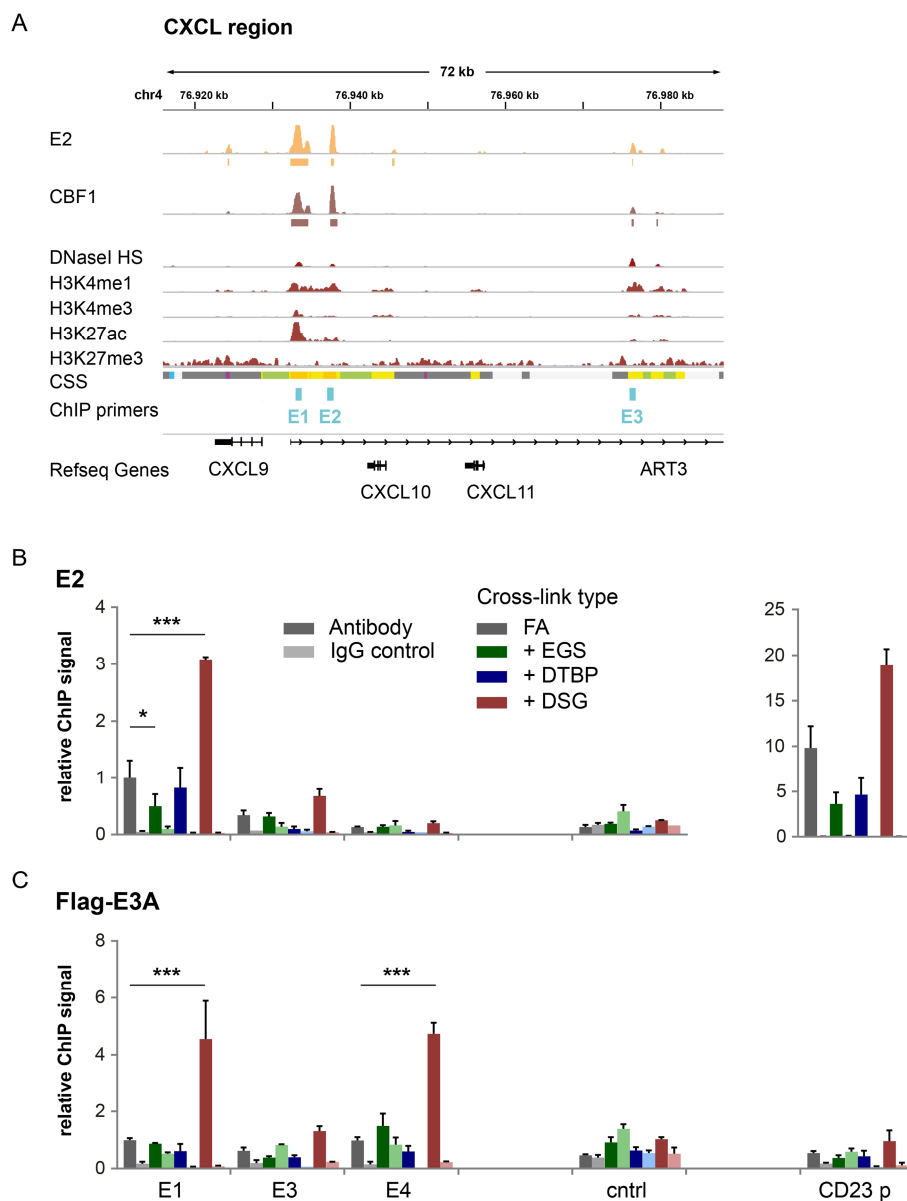 A
CXCL region
72 kb
chr4 76.920 kb 76.940 kb 76.960 kb 76.980 kb
E2
CBF1
DNaseI HS
H3K4me1
H3K4me3
H3K27ac
H3K27me3
CSS
ChIP primers
E1 E2 E3
Refseq Genes
CXCL9 CXCL10 CXCL11 ART3
B
E2
relative ChIP signal
4
3
2
1
0
***
*
Antibody
IgG control
Cross-link type
FA
+ EGS
+ DTBP
+ DSG
25
20
15
10
5
0
C
Flag-E3A
relative ChIP signal
8
6
4
2
0
*** ***
E1 E3 E4 cntrl CD23 p